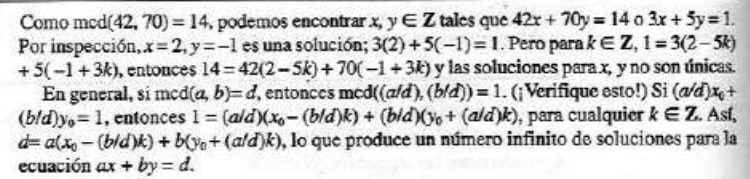 Como mcd(42, 70) = 14, podemos encontrar x, y ∈ Z tales que 42x + 70y = 14 o 3x + 5y = 1.
Por inspección, x = 2, y = –1 es una solución; 3(2) + 5(–1) = 1. Pero para k ∈ Z, 1 = 3(2 – 5k)
+ 5( –1 + 3k), entonces 14 = 42(2 – 5k) + 70( –1 + 3k) y las soluciones para x, y no son únicas.
En general, si mcd(a, b)= d, entonces mcd((a/d), (b/d)) = 1. (¡Verifique esto!) Si (a/d)x₀ +
(b/d)y₀ = 1, entonces 1 = (a/d)(x₀ – (b/d)k) + (b/d)(y₀ + (a/d)k), para cualquier k ∈ Z. Así,
d= a(x₀ – (b/d)k) + b(y₀ + (a/d)k), lo que produce un número infinito de soluciones para la
ecuación ax + by = d.